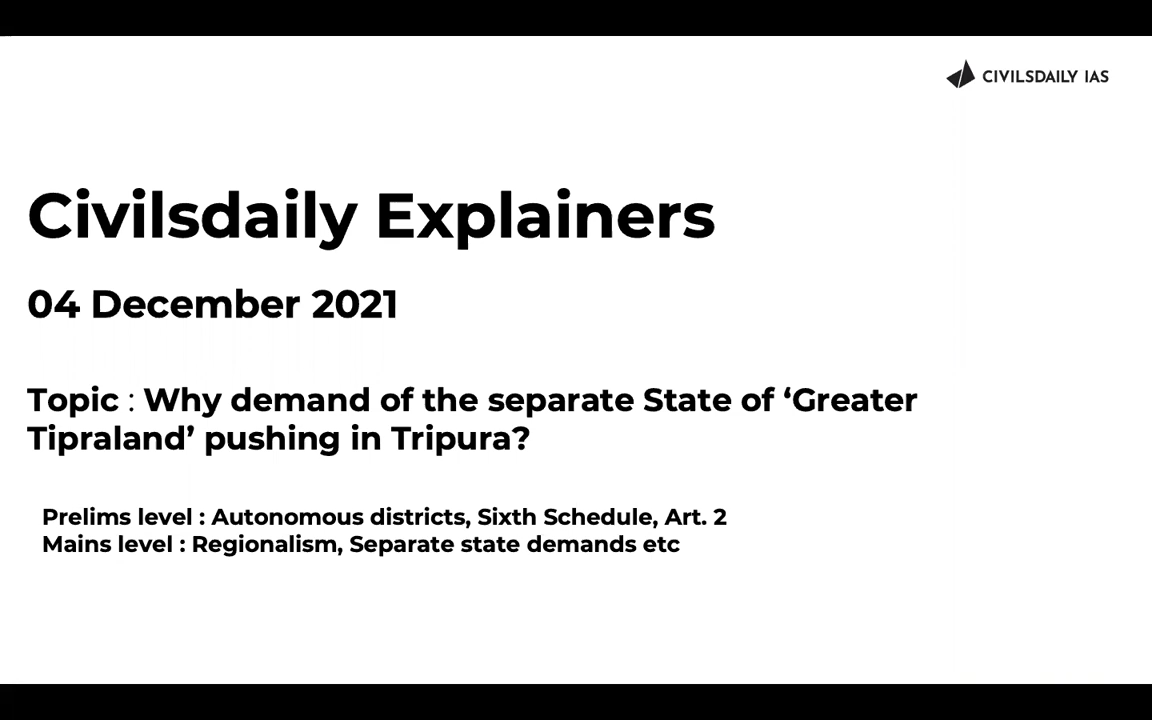 CIVILSDAILY IAS
Civilsdaily Explainers
04 December 2021
Topic : Why demand of the separate State of ‘Greater
Tipraland’ pushing in Tripura?
Prelims level : Autonomous districts, Sixth Schedule, Art. 2
Mains level : Regionalism, Separate state demands etc